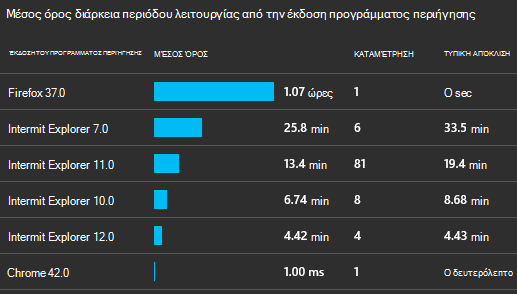 Μέσος όρος διάρκεια περιόδου λειτουργίας από την έκδοση προγράμματος περιήγησης
ΈΚΔΟΣΗ ΤΟΥ ΠΡΟΓΡΑΜΜΑΤΟΣ ΠΕΡΙΉΓΗΣΗΣ ΜΈΣΟΣ ΌΡΟΣ ΚΑΤΑΜΈΤΡΗΣΗ ΤΥΠΙΚΉ ΑΠΌΚΛΙΣΗ
Firefox 37.0 1.07 ώρες 1 Ο sec
Intermit Explorer 7.0 25.8 min 6 33.5 min
Intermit Explorer 11.0 13.4 min 81 19.4 min
Intermit Explorer 10.0 6.74 min 8 8.68 min
Intermit Explorer 12.0 4.42 min 4 4.43 min
Chrome 42.0 1.00 ms 1 Ο δευτερόλεπτο